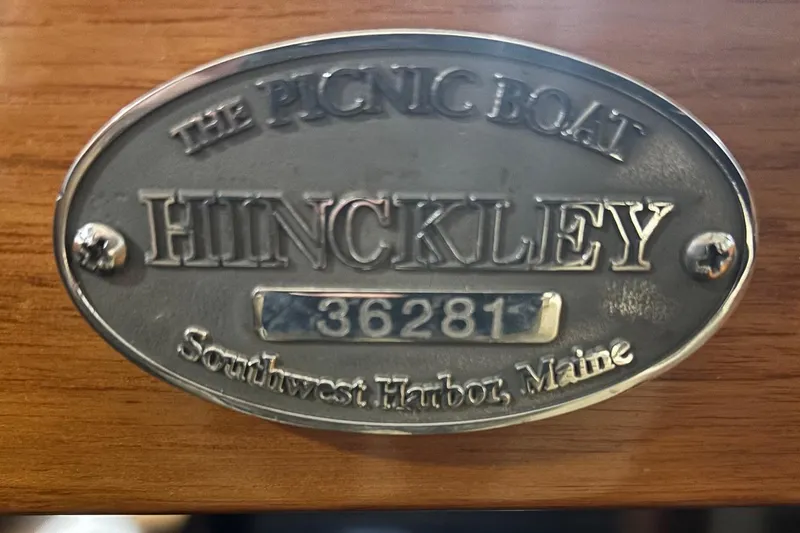 THE PICNIC BOAT
HINCKLEY
36281
Southwest Harbor, Maine